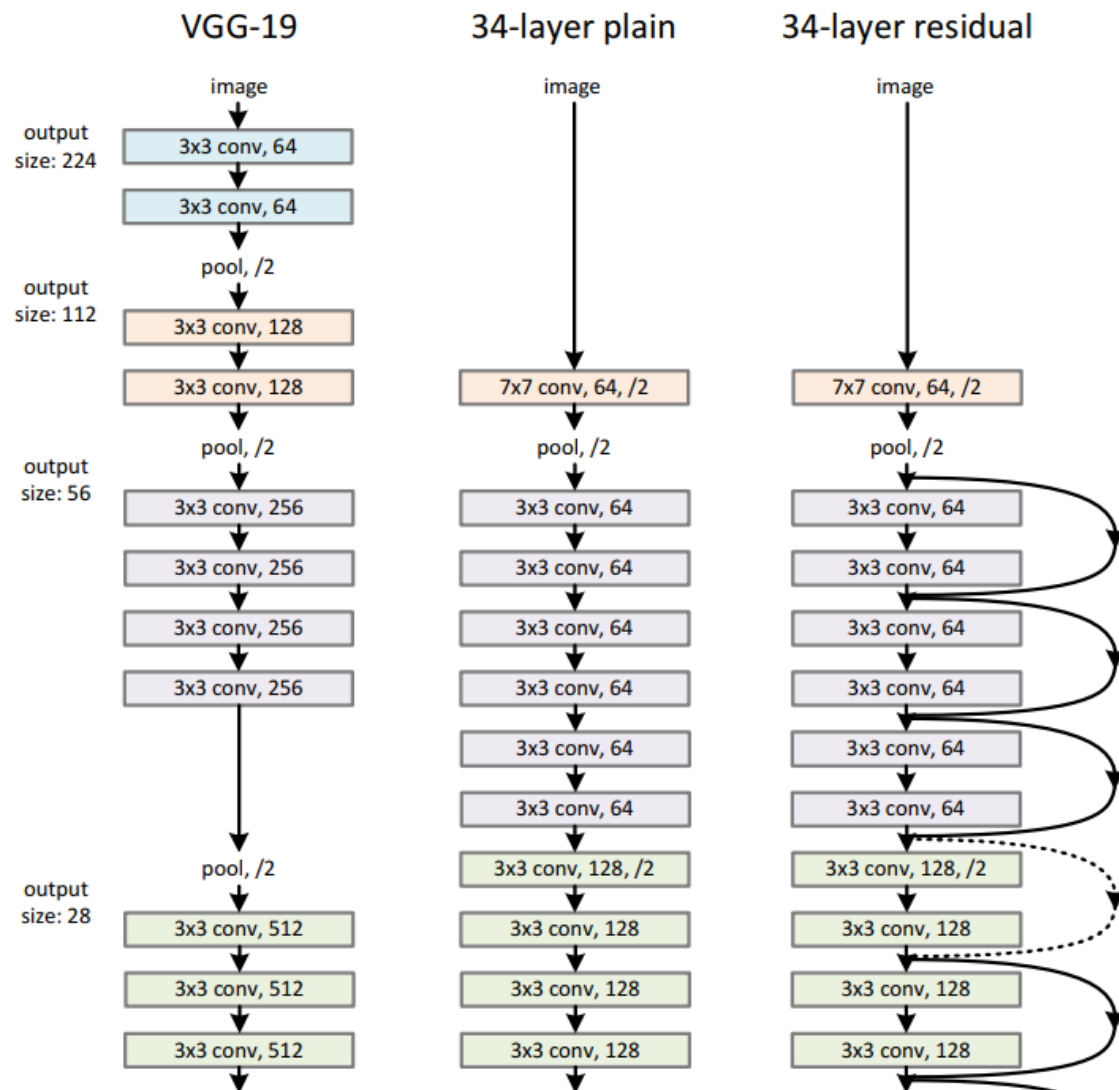 VGG-19
34-layer plain
34-layer residual
image
image
image
output
size: 224
3x3 conv, 64
3x3 conv, 64
pool, /2
output
size: 112
3x3 conv, 128
3x3 conv, 128
7x7 conv, 64, /2
7x7 conv, 64, /2
pool, /2
pool, /2
pool, /2
output
size: 56
3x3 conv, 256
3x3 conv, 64
3x3 conv, 64
3x3 conv, 256
3x3 conv, 64
3x3 conv, 64
3x3 conv, 256
3x3 conv, 64
3x3 conv, 64
3x3 conv, 256
3x3 conv, 64
3x3 conv, 64
3x3 conv, 64
3x3 conv, 64
3x3 conv, 64
3x3 conv, 64
pool, /2
3x3 conv, 128, /2
3x3 conv, 128, /2
output
size: 28
3x3 conv, 512
3x3 conv, 128
3x3 conv, 128
3x3 conv, 512
3x3 conv, 128
3x3 conv, 128
3x3 conv, 512
3x3 conv, 128
3x3 conv, 128